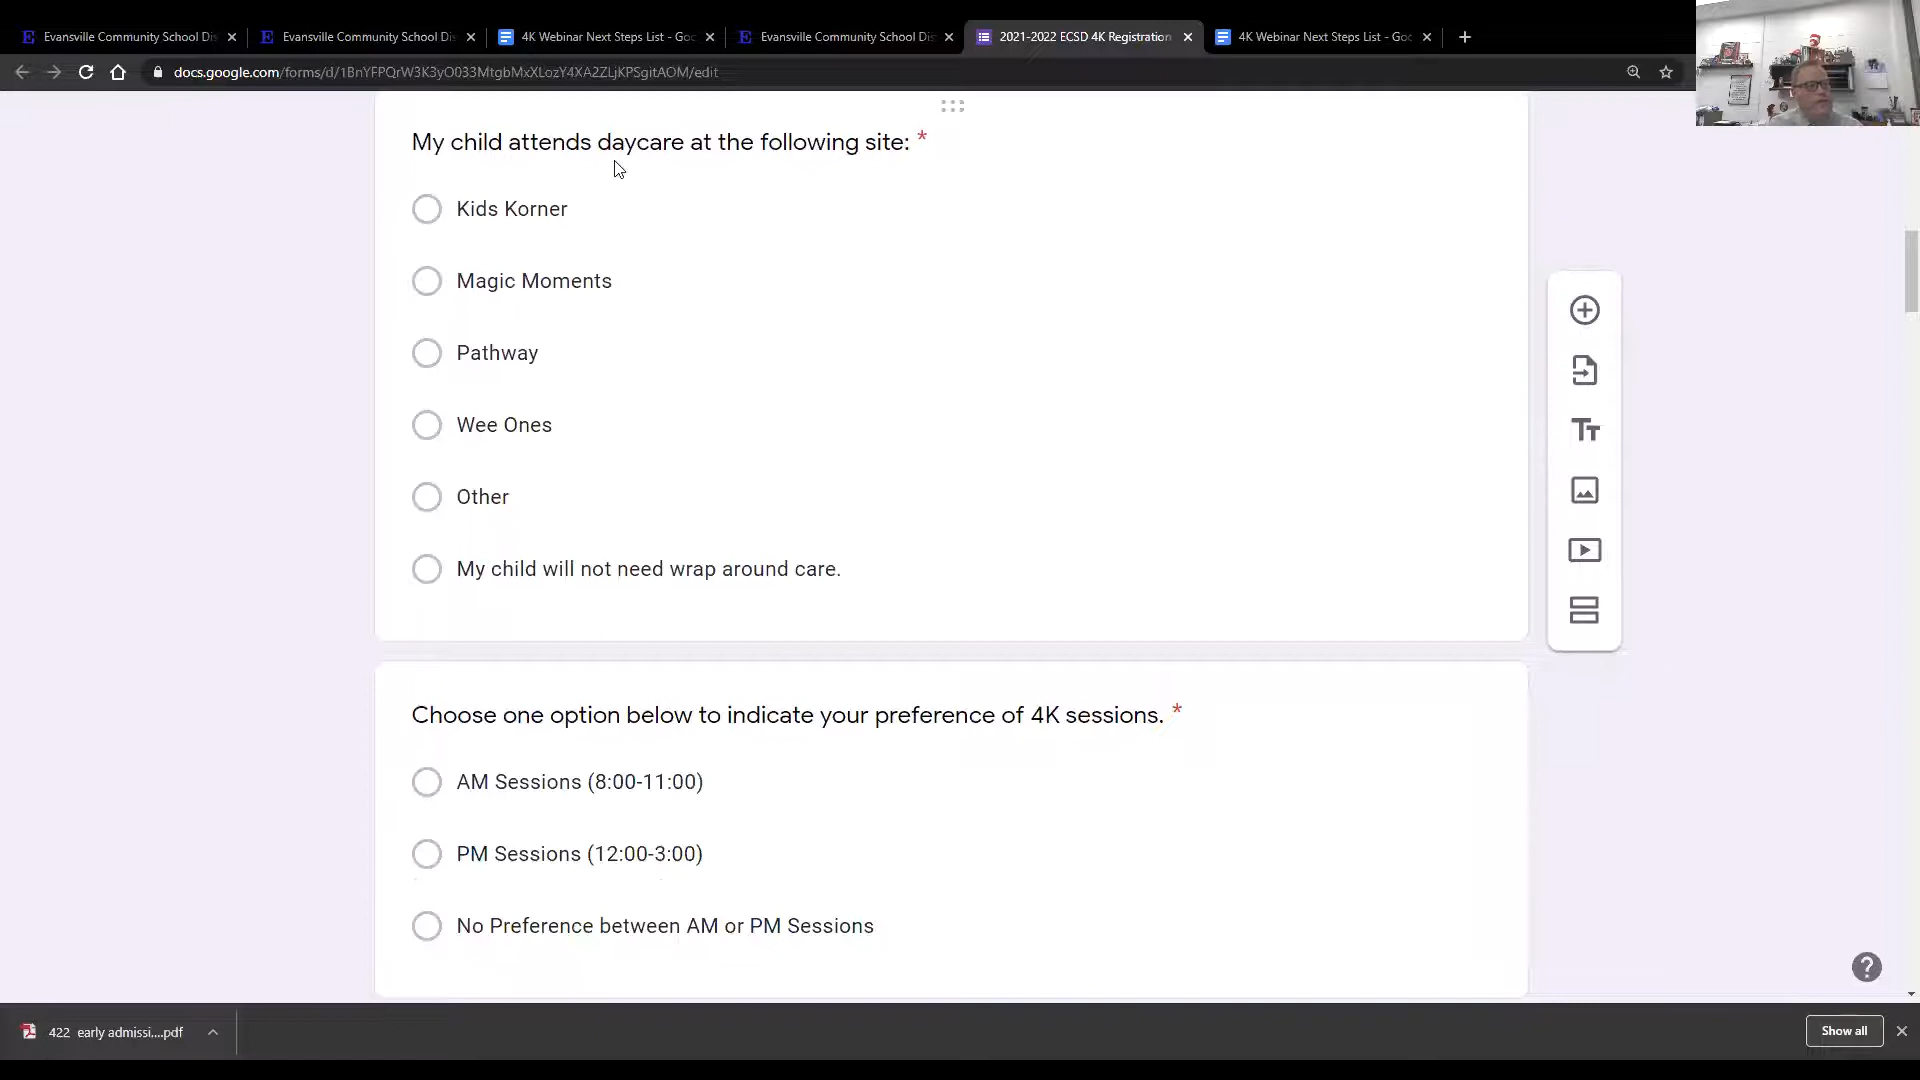 Evansville Community School Dis
Evansville Community School Dis
4K Webinar Next Steps List - Goo
Evansville Community School Dis
2021-2022 ECSD 4K Registration
4K Webinar Next Steps List - Goo
docs.google.com/forms/d/1BnYFPQrW3K3yO033MtgbMxXLozY4XA2ZLjKPSgitAOM/edit
My child attends daycare at the following site: *
Kids Korner
Magic Moments
Pathway
Wee Ones
Other
My child will not need wrap around care.
Choose one option below to indicate your preference of 4K sessions. *
AM Sessions (8:00-11:00)
PM Sessions (12:00-3:00)
No Preference between AM or PM Sessions
422 early admissi....pdf
Show all